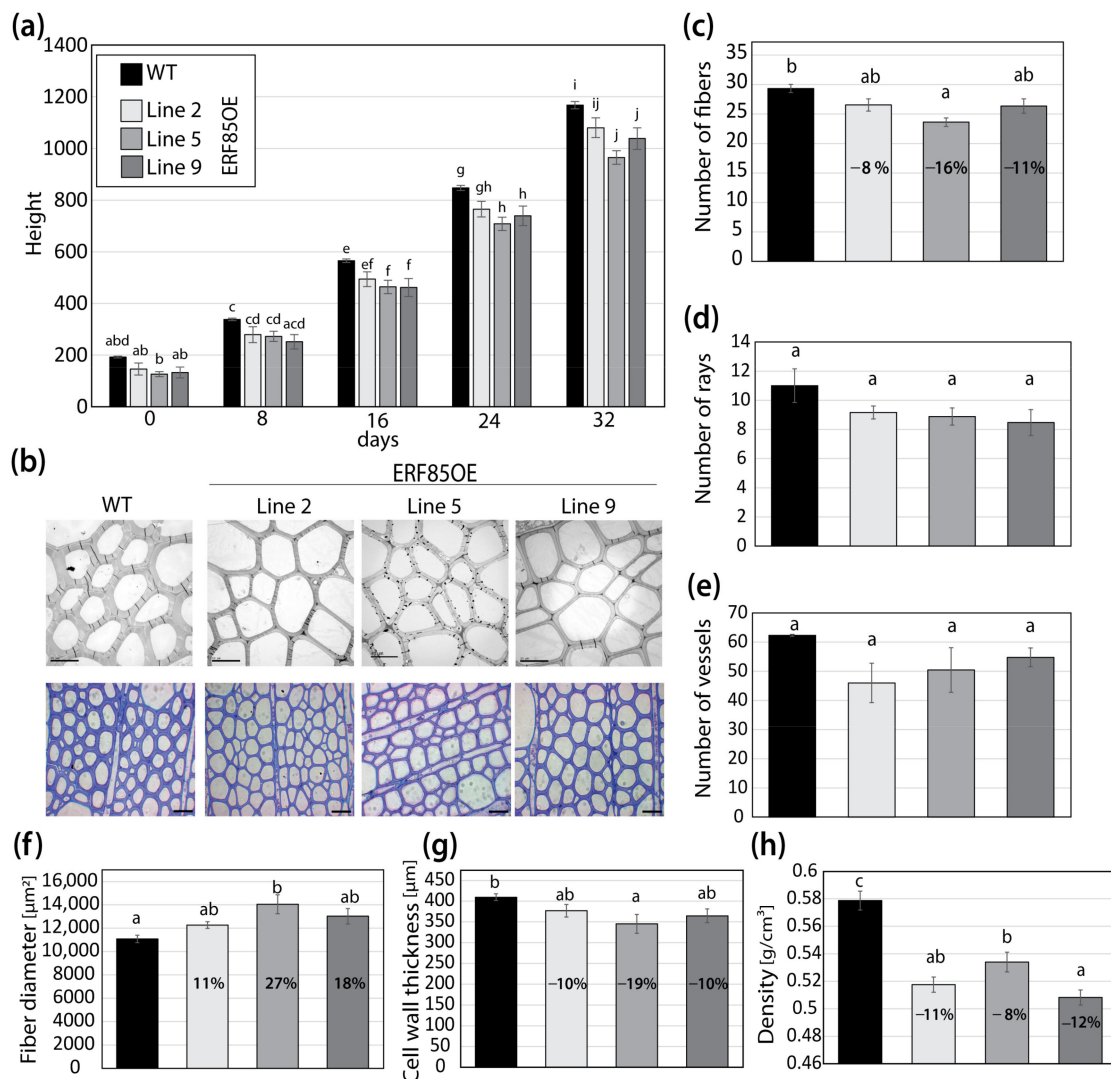 (a)
1400
1200
1000
800
600
400
200
0
Height
WT
Line 2
Line 5
Line 9
ERF85OE
abd
ab
b
ab
c
cd
cd
acd
e
ef
f
f
g
gh
h
h
i
ij
j
j
0
8
16
24
32
days
(b)
ERF85OE
WT
Line 2
Line 5
Line 9
(c)
35
30
25
20
15
10
5
0
Number of fibers
b
ab
a
ab
−8 %
−16%
−11%
(d)
14
12
10
8
6
4
2
0
Number of rays
a
a
a
a
(e)
70
60
50
40
30
20
10
0
Number of vessels
a
a
a
a
(f)
16,000
14,000
12,000
10,000
8000
6000
4000
2000
0
Fiber diameter [µm²]
a
ab
b
ab
11%
27%
18%
(g)
450
400
350
300
250
200
150
100
50
0
Cell wall thickness [µm]
b
ab
a
ab
−10%
−19%
−10%
(h)
0.6
0.58
0.56
0.54
0.52
0.5
0.48
0.46
Density [g/cm³]
c
ab
b
a
−11%
−8%
−12%